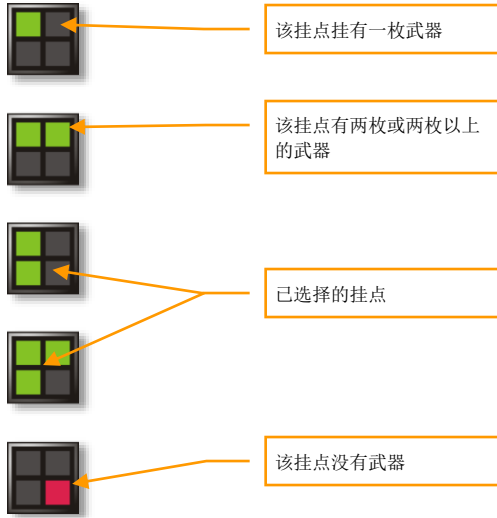 该挂点挂有一枚武器
该挂点有两枚或两枚以上
的武器
已选择的挂点
该挂点没有武器